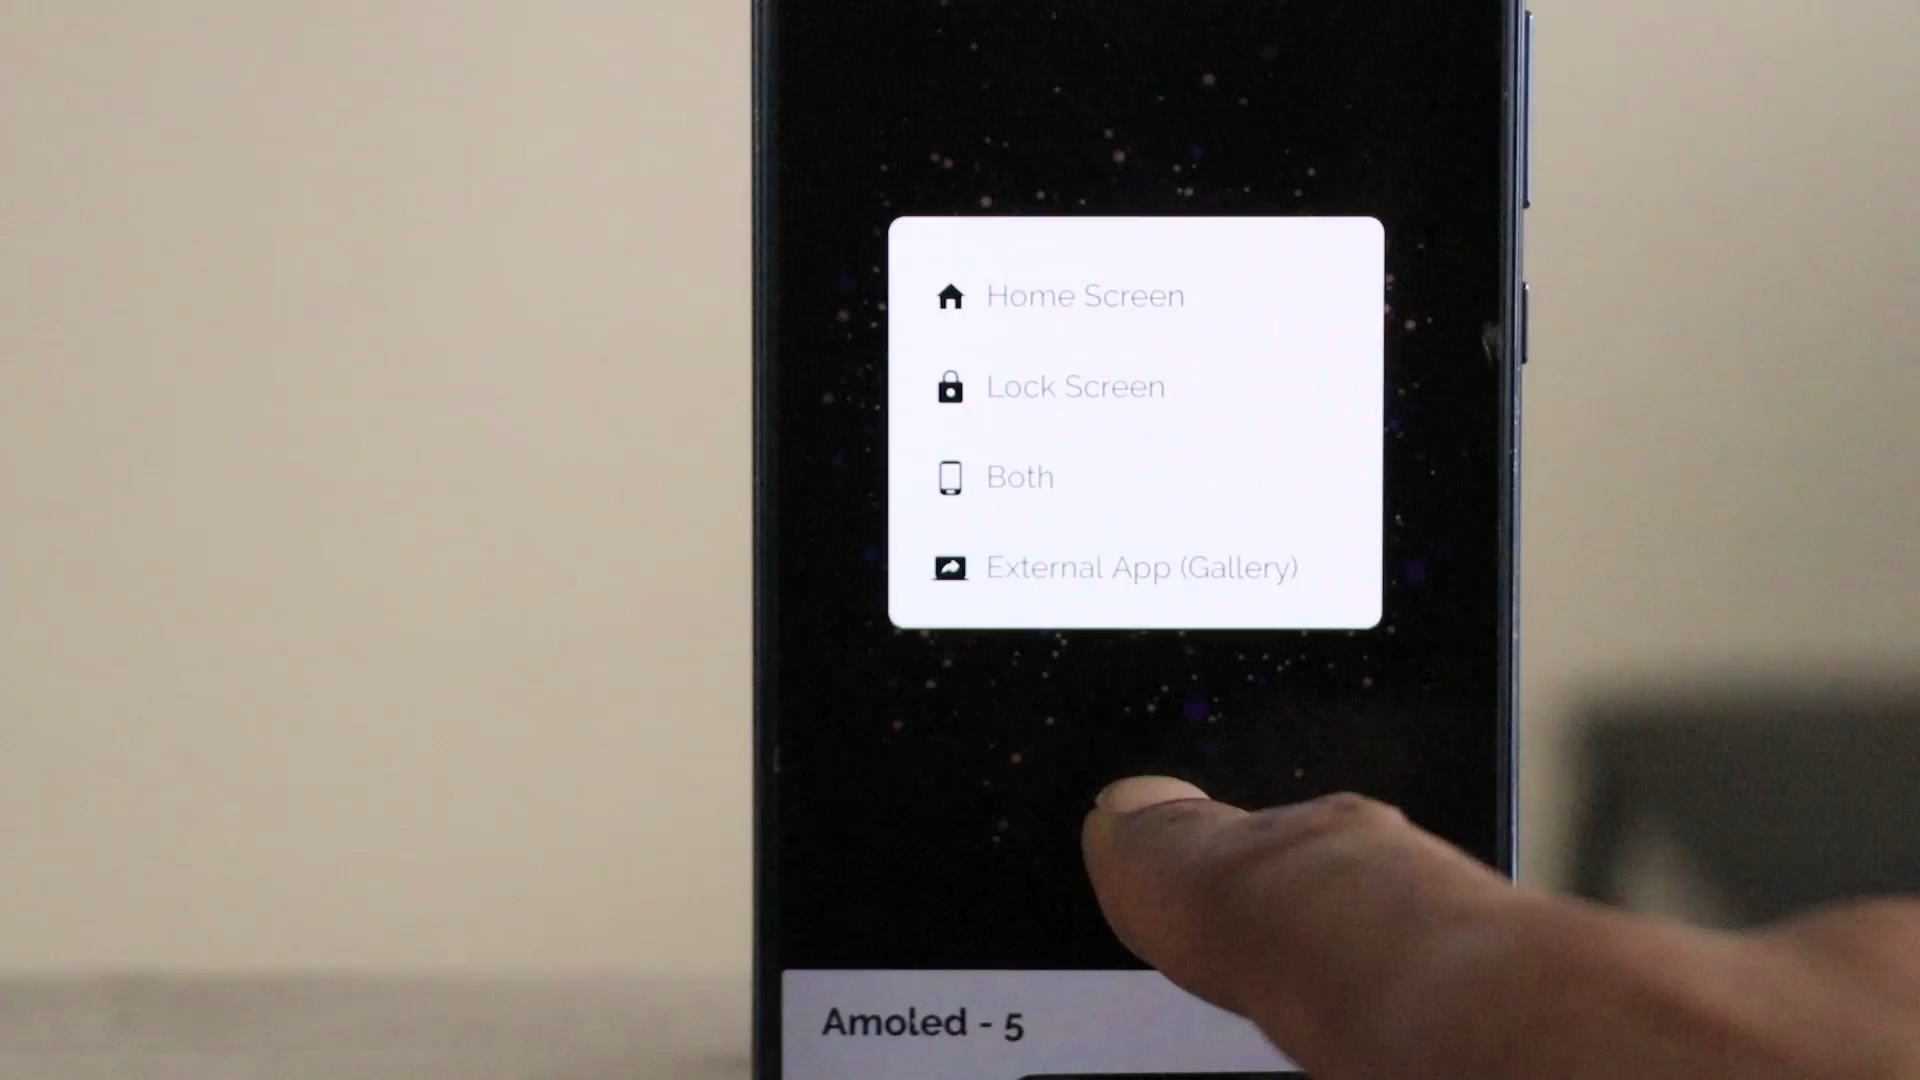 Home Screen
Lock Screen
Both
External App (Gallery)
Amoled - 5